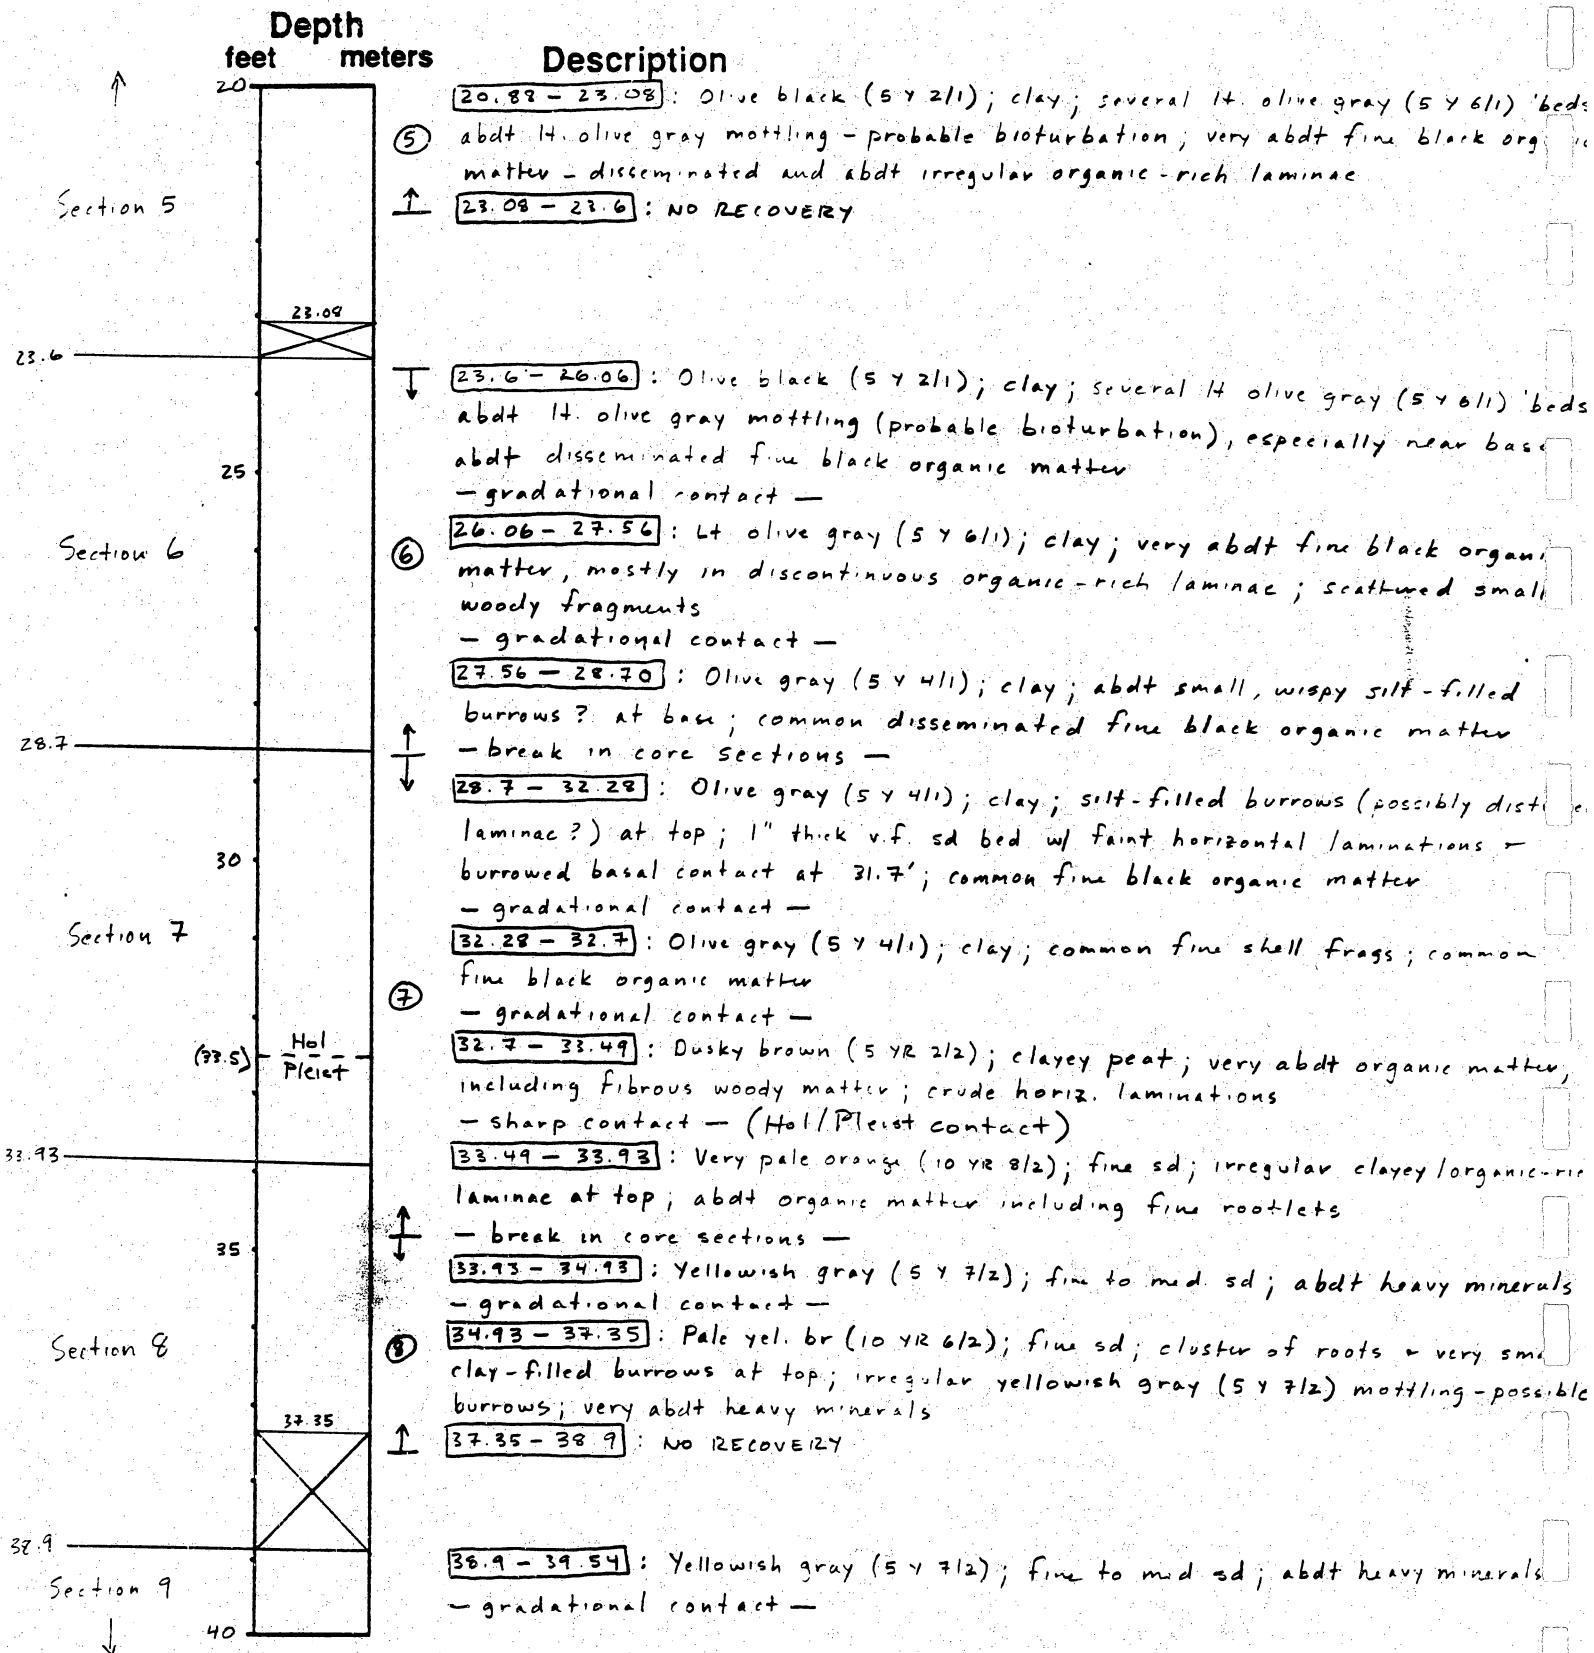 Depth
feet meters Description
20
20.88 - 23.08 : Olive black (5 Y 2/1); clay; several lt. olive gray (5 Y 6/1) 'beds
⑤ abdt lt. olive gray mottling - probable bioturbation; very abdt fine black org
matter - disseminated and abdt irregular organic-rich laminae
Section 5
23.08 - 23.6 : NO RECOVERY
23.08
23.6
23.6 - 26.06 : Olive black (5 Y 2/1); clay; several lt olive gray (5 Y 6/1) 'beds
abdt lt. olive gray mottling (probable bioturbation), especially near bas
25
abdt disseminated fine black organic matter
- gradational contact -
Section 6
⑥
26.06 - 27.56 : Lt olive gray (5 Y 6/1); clay; very abdt fine black organi
matter, mostly in discontinuous organic-rich laminae; scattered small
woody fragments
- gradational contact -
27.56 - 28.70 : Olive gray (5 Y 4/1); clay; abdt small, wispy silt-filled
burrows? at base; common disseminated fine black organic matter
28.7
- break in core sections -
28.7 - 32.28 : Olive gray (5 Y 4/1); clay; silt-filled burrows (possibly dist
laminae?) at top; 1" thick v.f. sd bed w/ faint horizontal laminations +
30
burrowed basal contact at 31.7'; common fine black organic matter
- gradational contact -
Section 7
32.28 - 32.7 : Olive gray (5 Y 4/1); clay; common fine shell frags; common
fine black organic matter
⑦
- gradational contact -
(33.5) Hol
Pleist
32.7 - 33.49 : Dusky brown (5 YR 2/2); clayey peat; very abdt organic matter,
including fibrous woody matter; crude horiz. laminations
- sharp contact - (Hol/Pleist contact)
33.93
33.49 - 33.93 : Very pale orange (10 YR 8/2); fine sd; irregular clayey/organic-ric
laminae at top; abdt organic matter including fine rootlets
35
- break in core sections -
33.93 - 34.93 : Yellowish gray (5 Y 7/2); fine to med. sd; abdt heavy minerals
- gradational contact -
Section 8
⑧
34.93 - 37.35 : Pale yel. br (10 YR 6/2); fine sd; cluster of roots + very sma
clay-filled burrows at top; irregular yellowish gray (5 Y 7/2) mottling - possible
burrows; very abdt heavy minerals
37.35
37.35 - 38.9 : NO RECOVERY
38.9
38.9 - 39.54 : Yellowish gray (5 Y 7/2); fine to med sd; abdt heavy minerals
Section 9
- gradational contact -
40